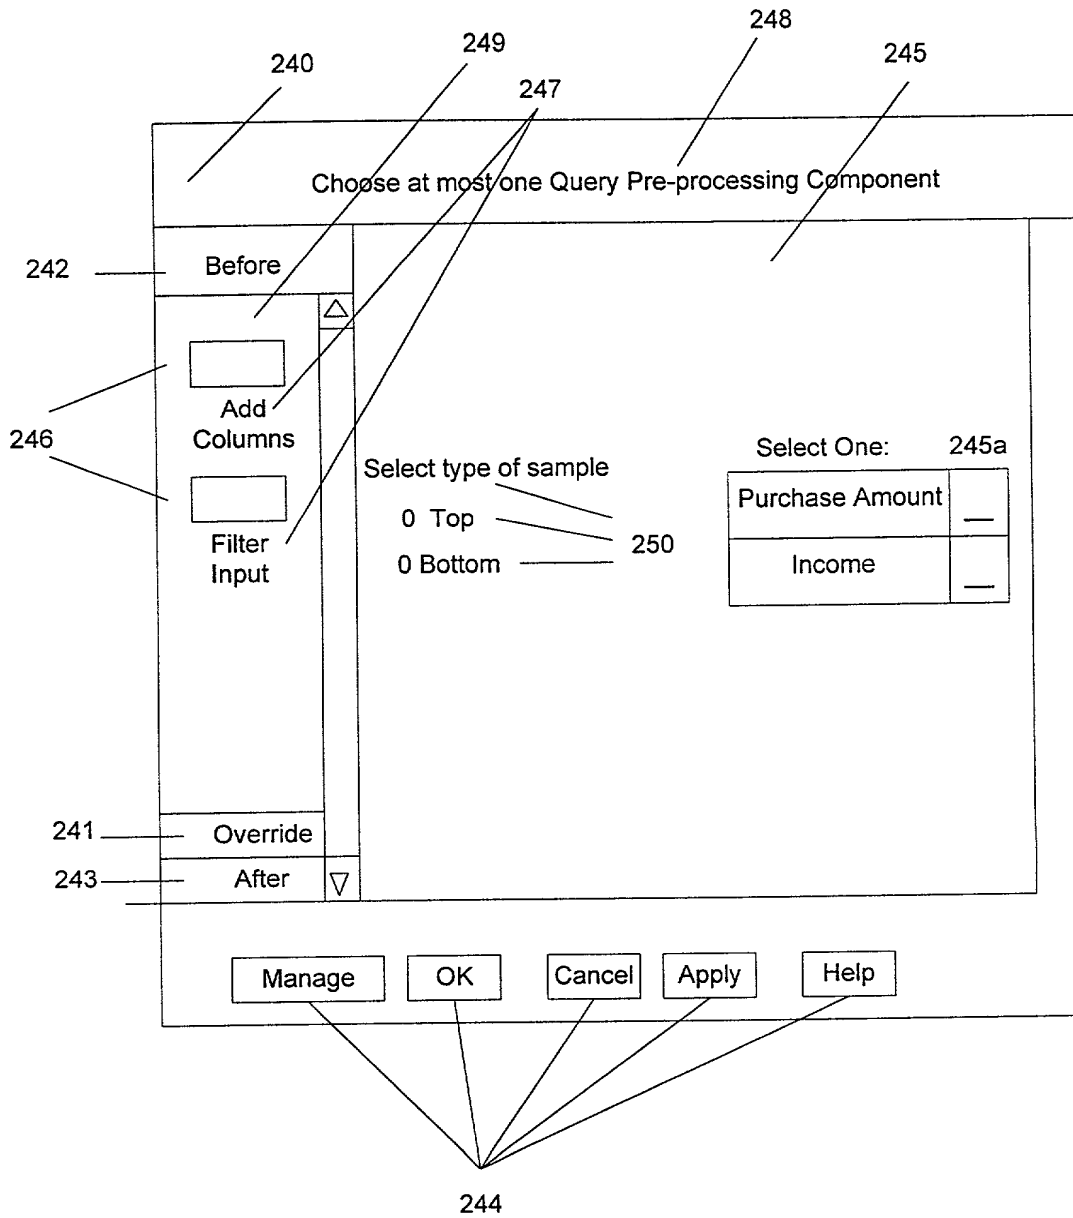 248
249
245
240
247
Choose at most one Query Pre-processing Component
242
Before
Add
Columns
246
Select One:
245a
Select type of sample
Purchase Amount
0 Top
Filter
Input
250
0 Bottom
Income
241
Override
243
After
Manage
OK
Cancel
Apply
Help
244